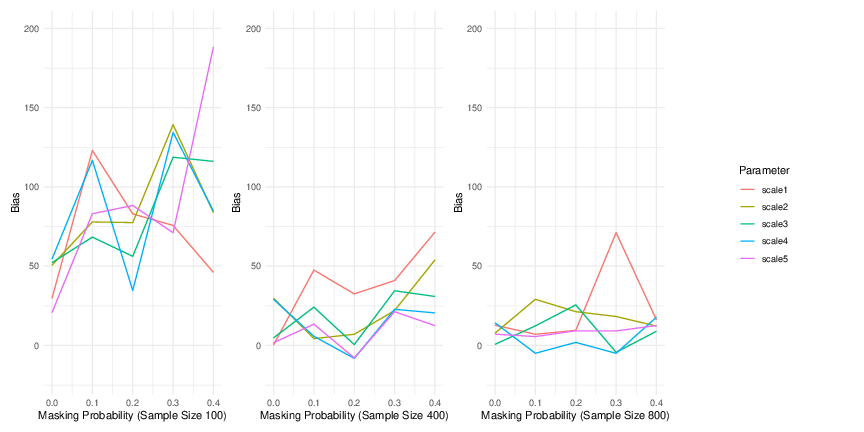 200
150
100
50
0
Bias
0.0 0.1 0.2 0.3 0.4
Masking Probability (Sample Size 100)
200
150
100
50
0
Bias
0.0 0.1 0.2 0.3 0.4
Masking Probability (Sample Size 400)
200
150
100
50
0
Bias
0.0 0.1 0.2 0.3 0.4
Masking Probability (Sample Size 800)
Parameter
scale1
scale2
scale3
scale4
scale5